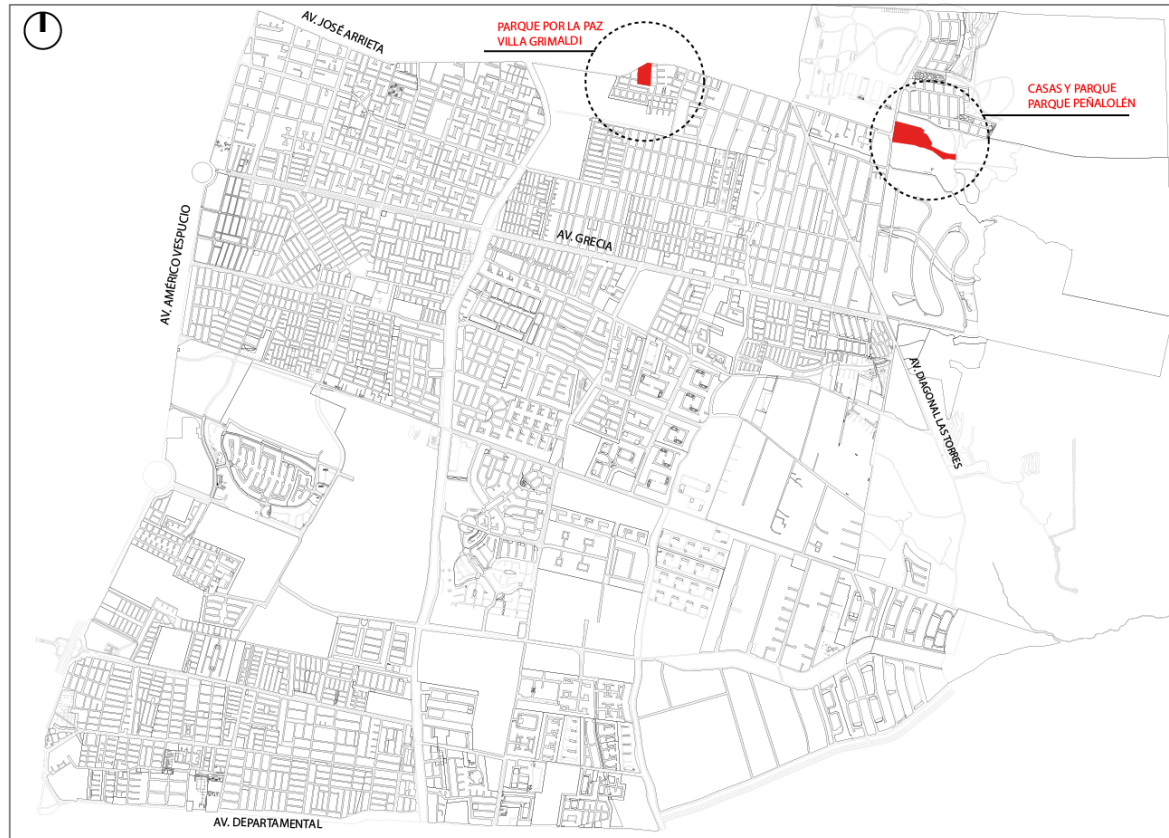 AV. JOSÉ ARRIETA
PARQUE POR LA PAZ
VILLA GRIMALDI
CASAS Y PARQUE
PARQUE PEÑALOLÉN
AV. AMÉRICO VESPUCIO
AV. GRECIA
AV. DIAGONAL LAS TORRES
AV. DEPARTAMENTAL